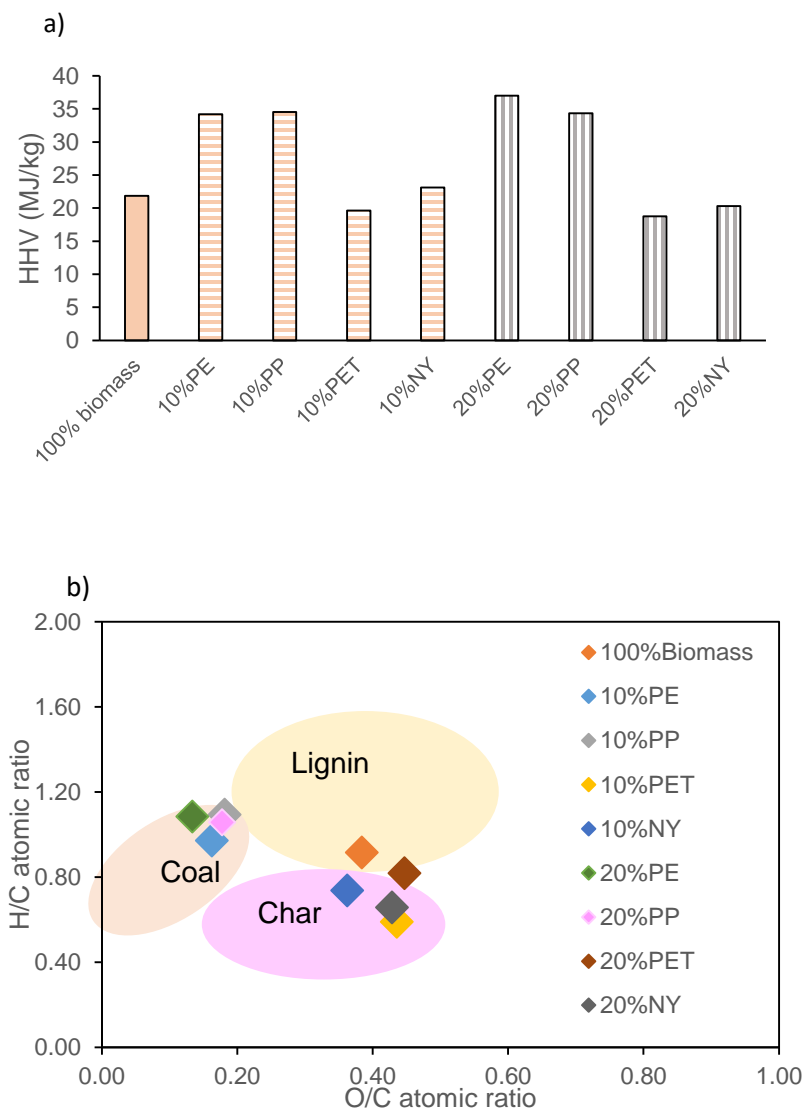 a)
HHV (MJ/kg)
40
35
30
25
20
15
10
5
0
100% biomass
10%PE
10%PP
10%PET
10%NY
20%PE
20%PP
20%PET
20%NY
b)
H/C atomic ratio
2.00
1.60
1.20
0.80
0.40
0.00
Lignin
Coal
Char
100%Biomass
10%PE
10%PP
10%PET
10%NY
20%PE
20%PP
20%PET
20%NY
0.00 0.20 0.40 0.60 0.80 1.00
O/C atomic ratio